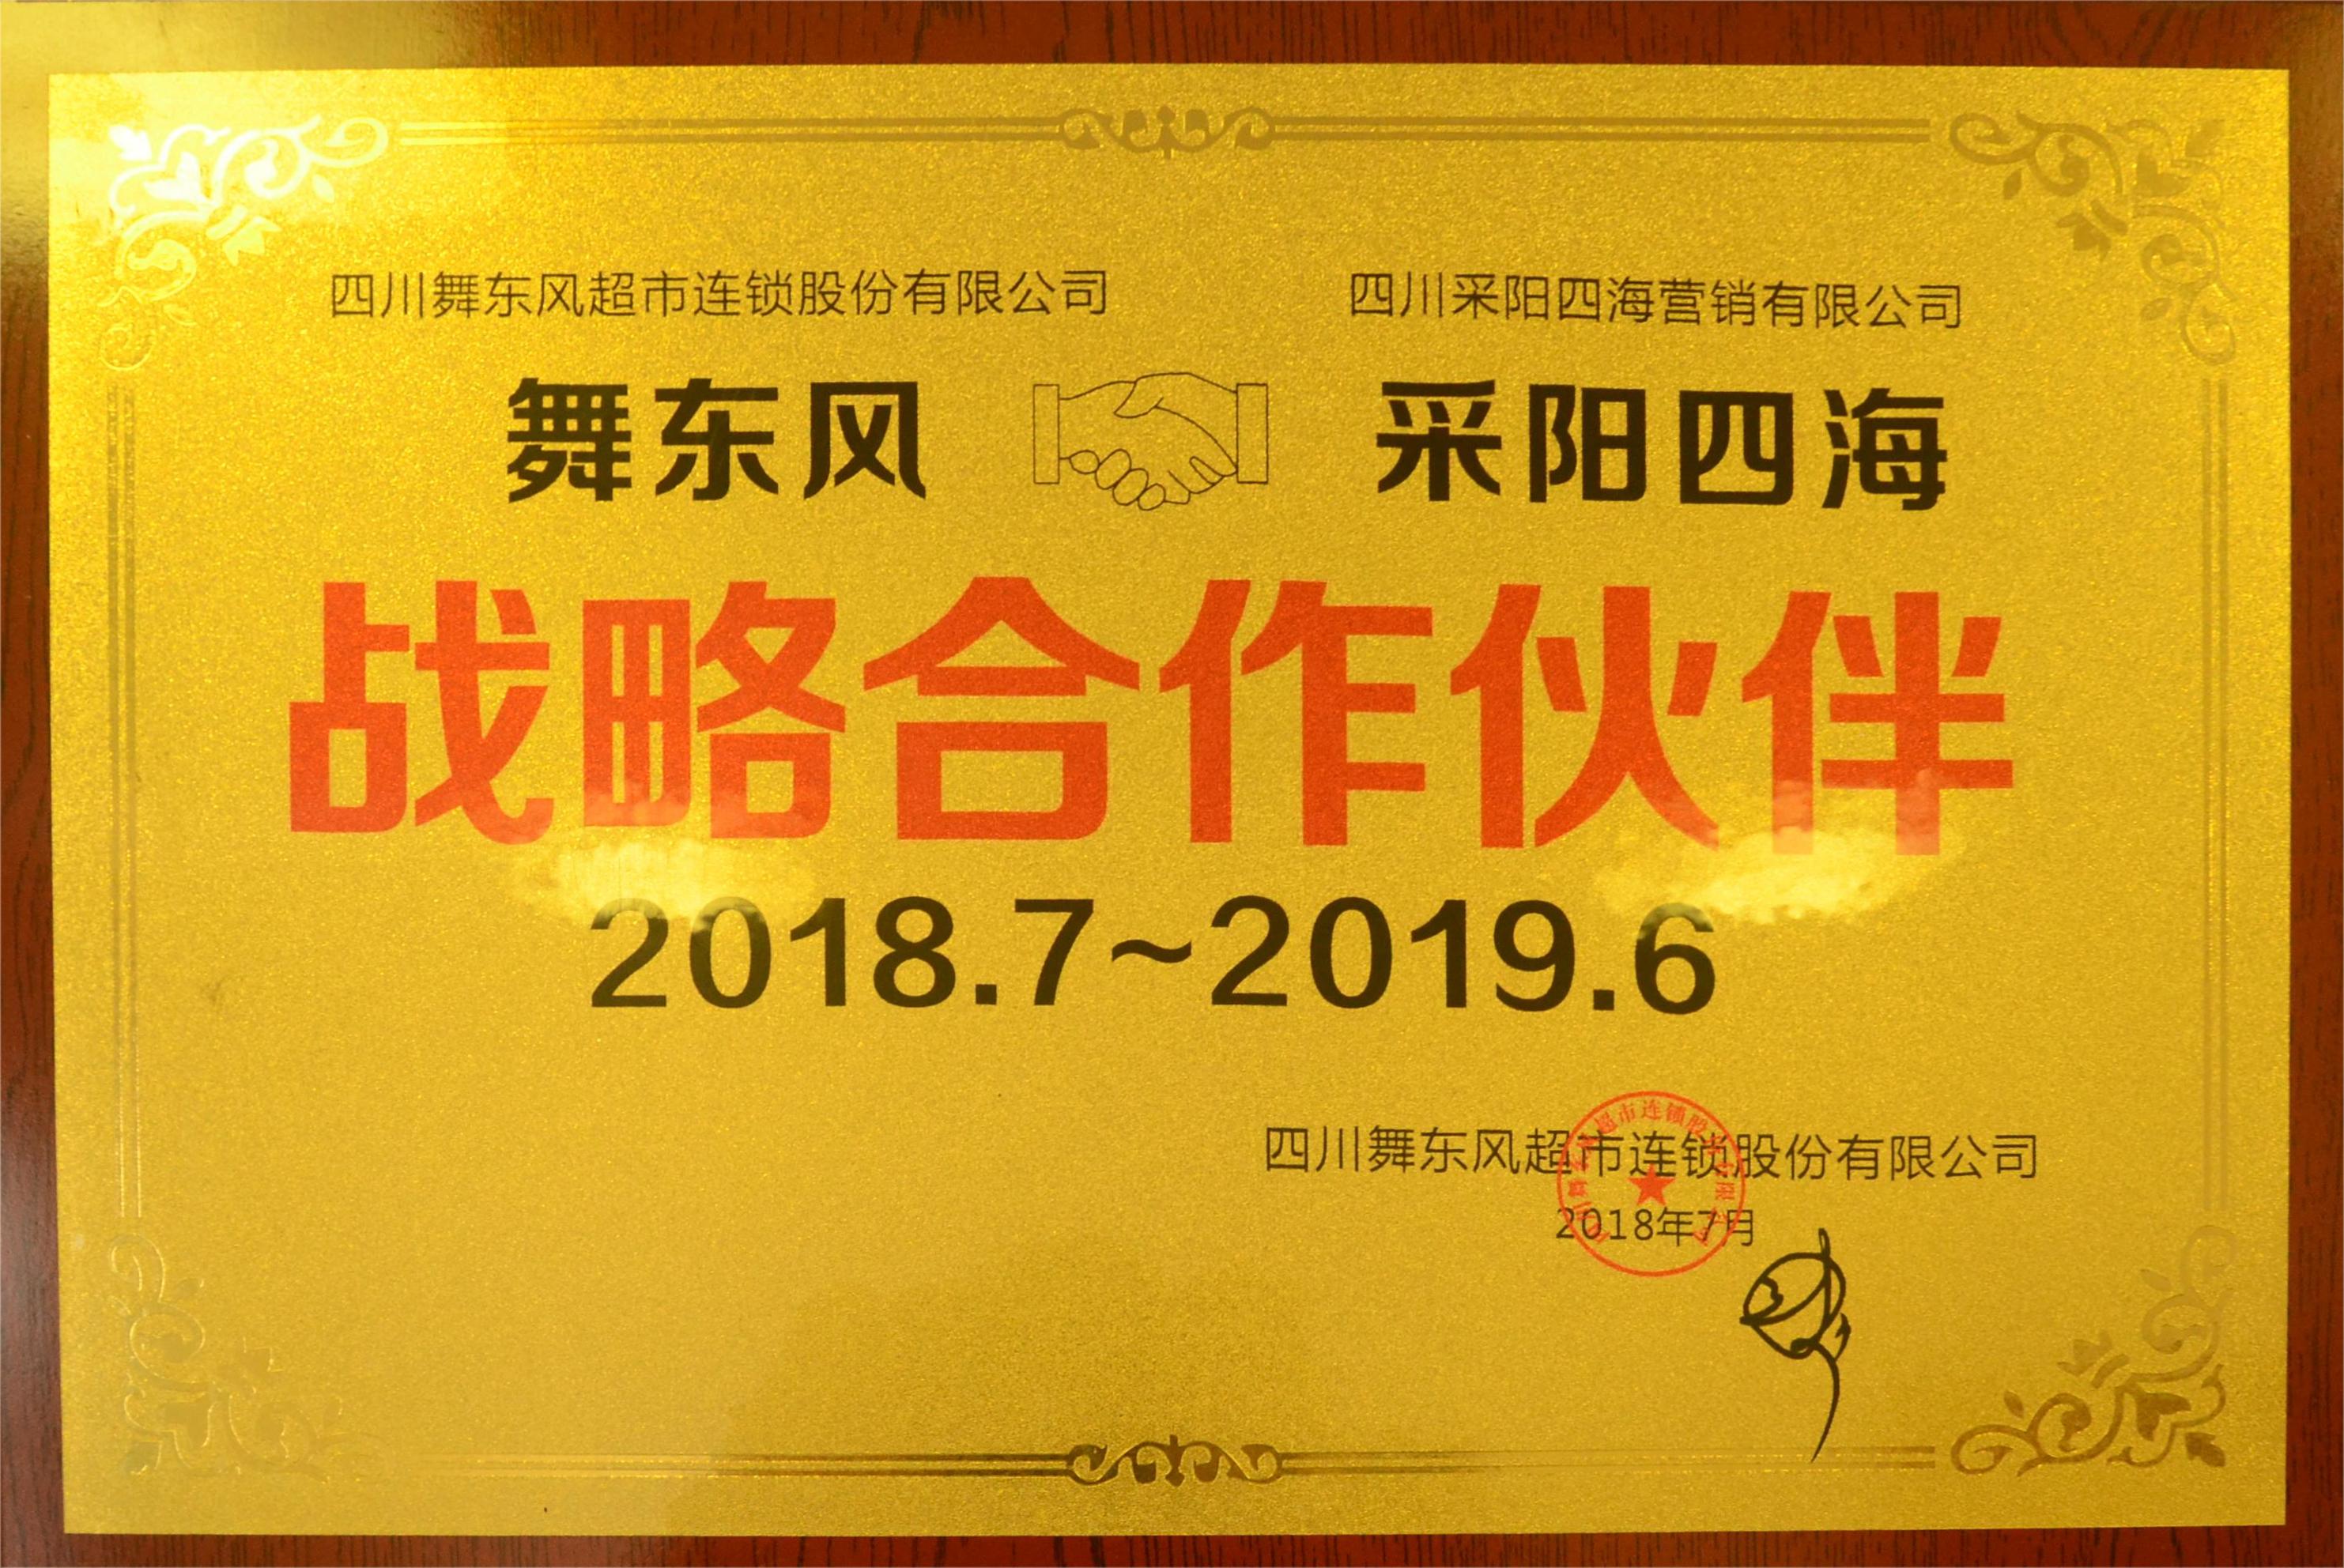 四川舞东风超市连锁股份有限公司 四川采阳四海营销有限公司
舞东风 采阳四海
战略合作伙伴
2018.7~2019.6
四川舞东风超市连锁股份有限公司
2018年7月